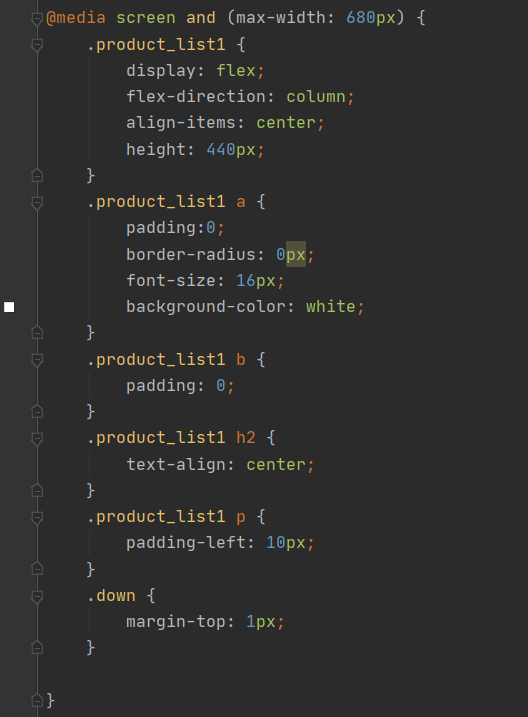 @media screen and (max-width: 680px) {
    .product_list1 {
        display: flex;
        flex-direction: column;
        align-items: center;
        height: 440px;
    }
    .product_list1 a {
        padding:0;
        border-radius: 0px;
        font-size: 16px;
        background-color: white;
    }
    .product_list1 b {
        padding: 0;
    }
    .product_list1 h2 {
        text-align: center;
    }
    .product_list1 p {
        padding-left: 10px;
    }
    .down {
        margin-top: 1px;
    }

}